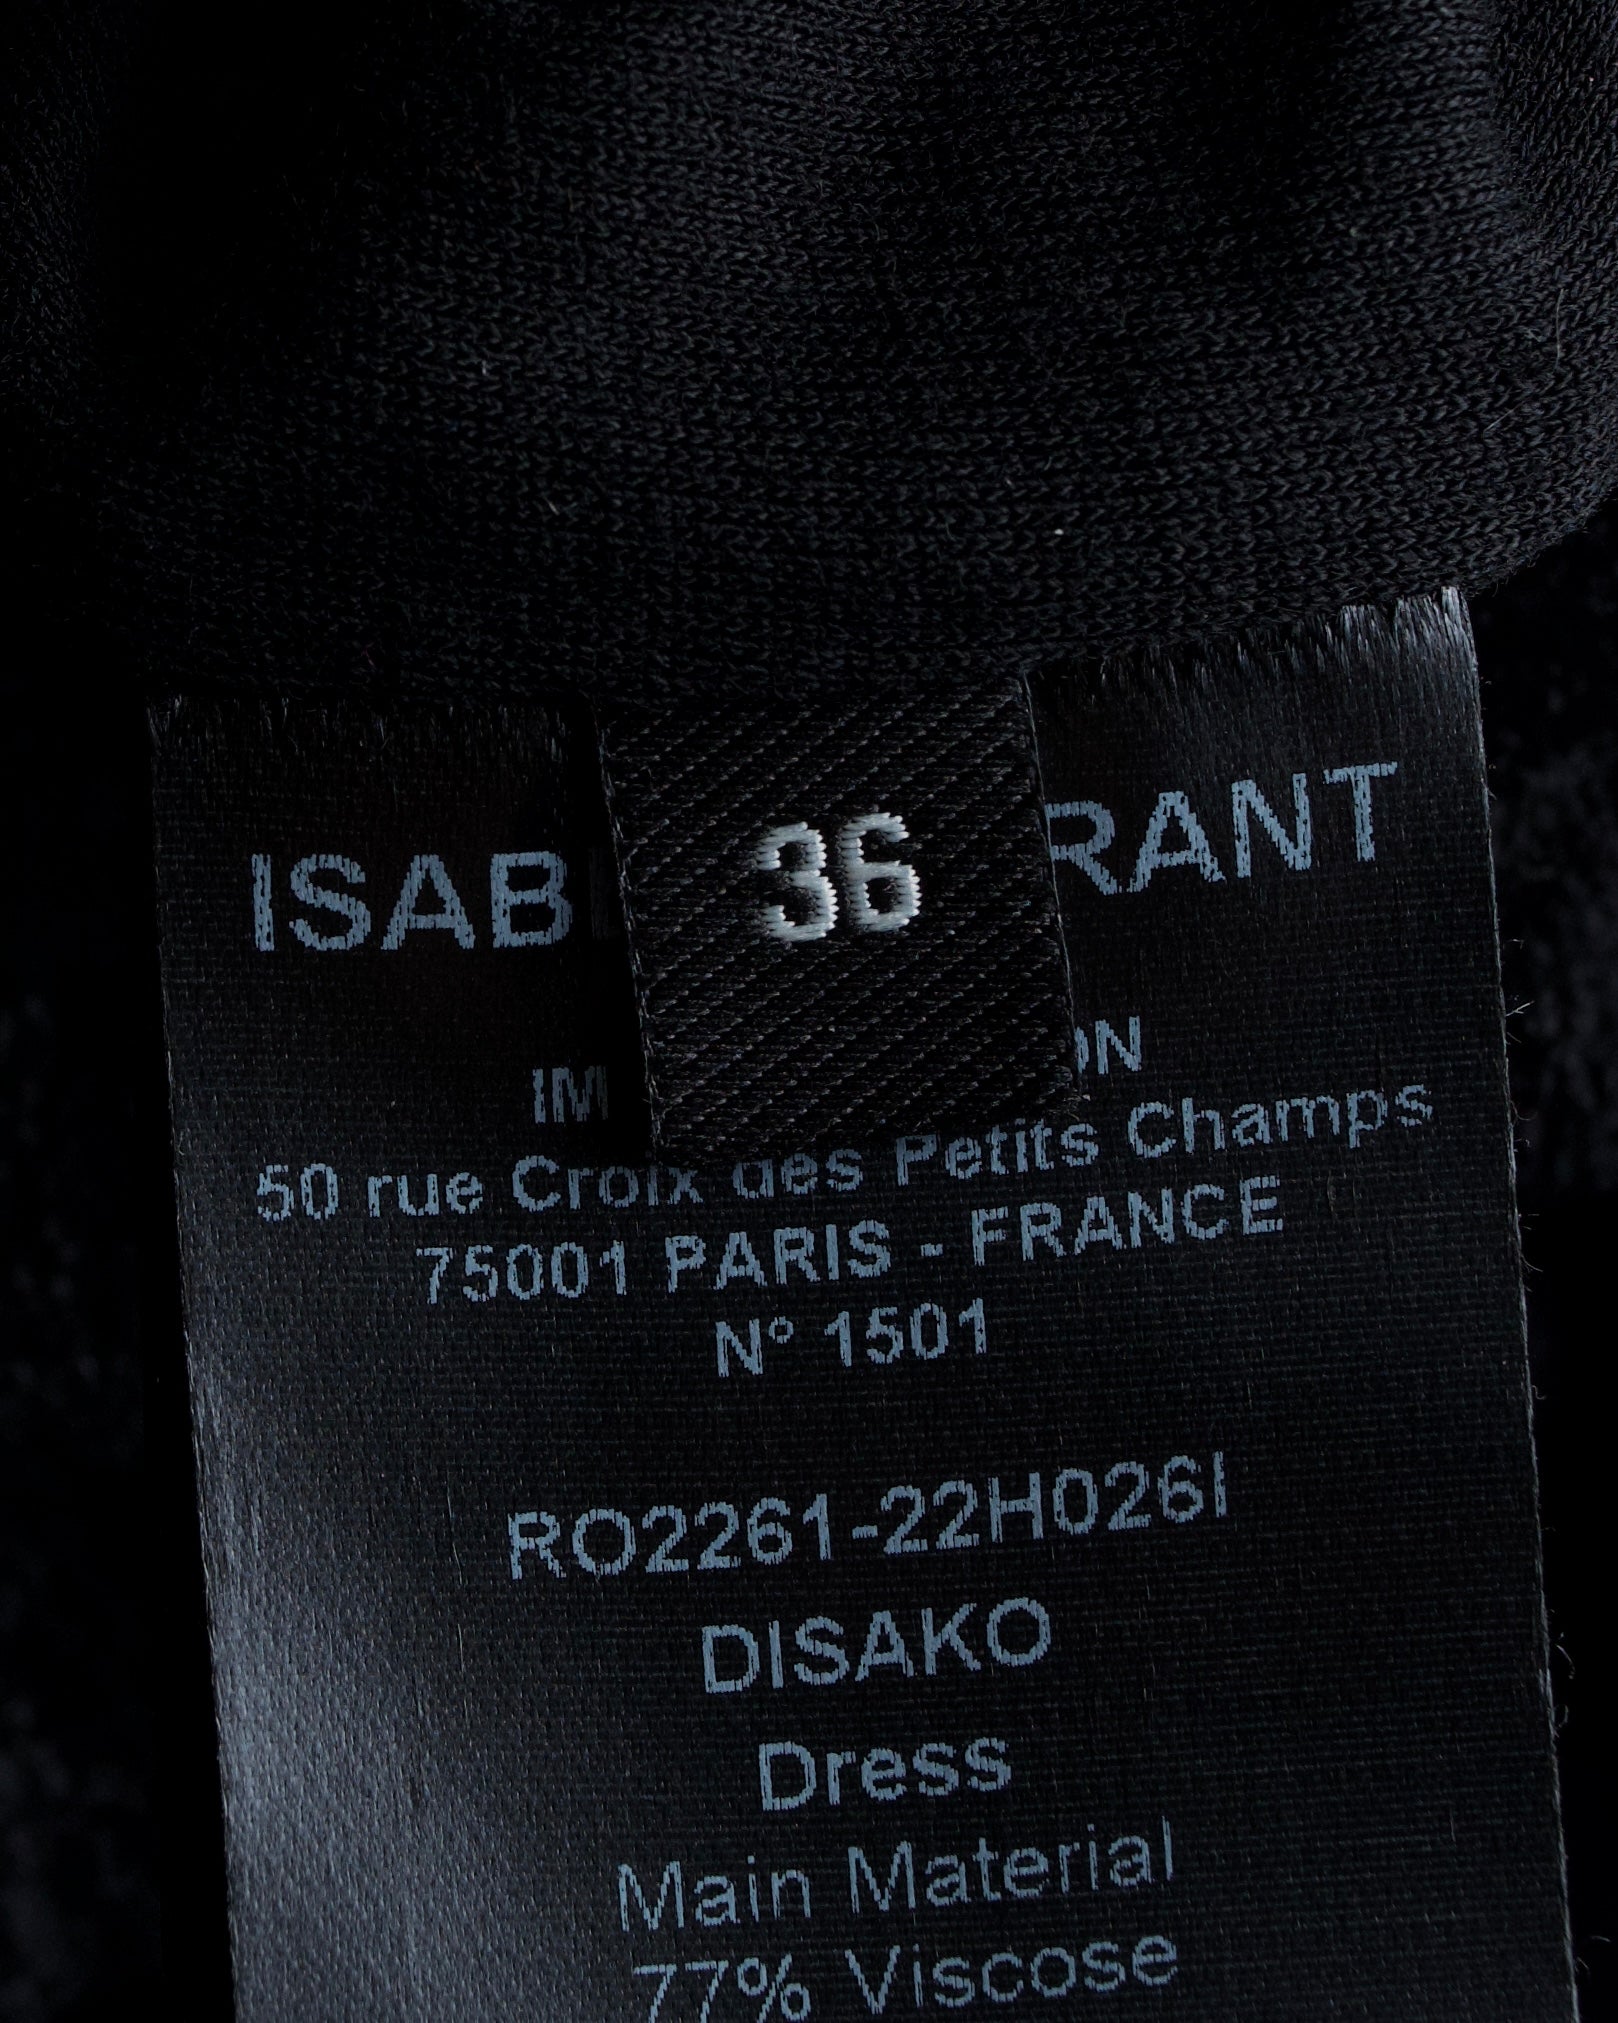 36
ISAB RANT
IM ON
50 rue Croix des Petits Champs
75001 PARIS - FRANCE
N° 1501
RO2261-22H026I
DISAKO
Dress
Main Material
77% Viscose